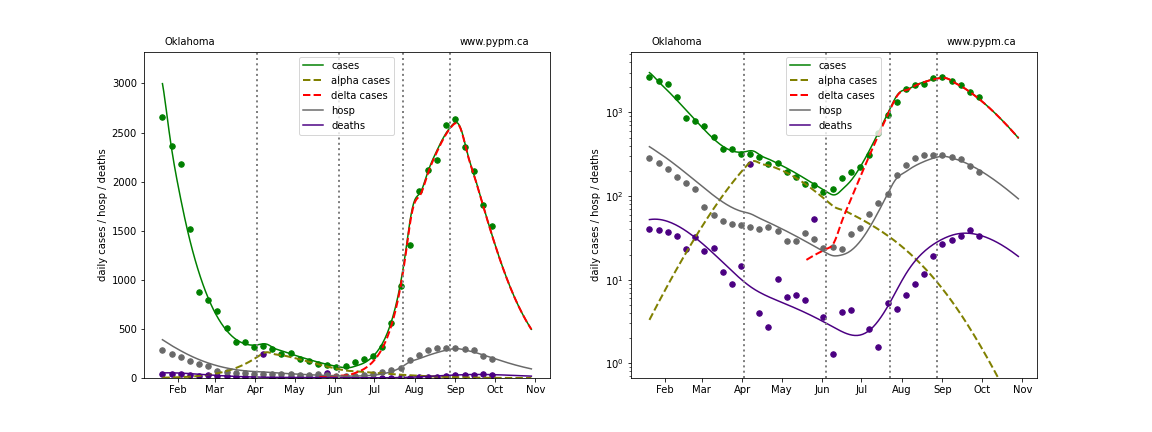 Oklahoma www.pypm.ca
cases
alpha cases
delta cases
hosp
deaths
daily cases / hosp / deaths
3000
2500
2000
1500
1000
500
0
Feb Mar Apr May Jun Jul Aug Sep Oct Nov
Oklahoma www.pypm.ca
cases
alpha cases
delta cases
hosp
deaths
daily cases / hosp / deaths
10³
10²
10¹
10⁰
Feb Mar Apr May Jun Jul Aug Sep Oct Nov